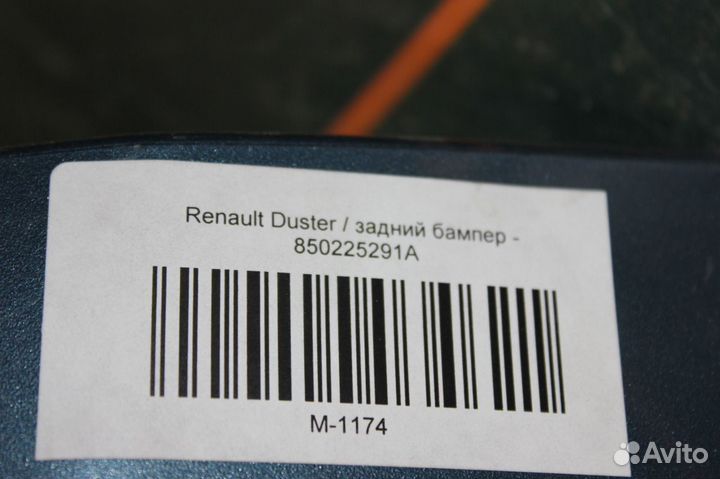 Renault Duster / задний бампер -
850225291A
M-1174
Avito